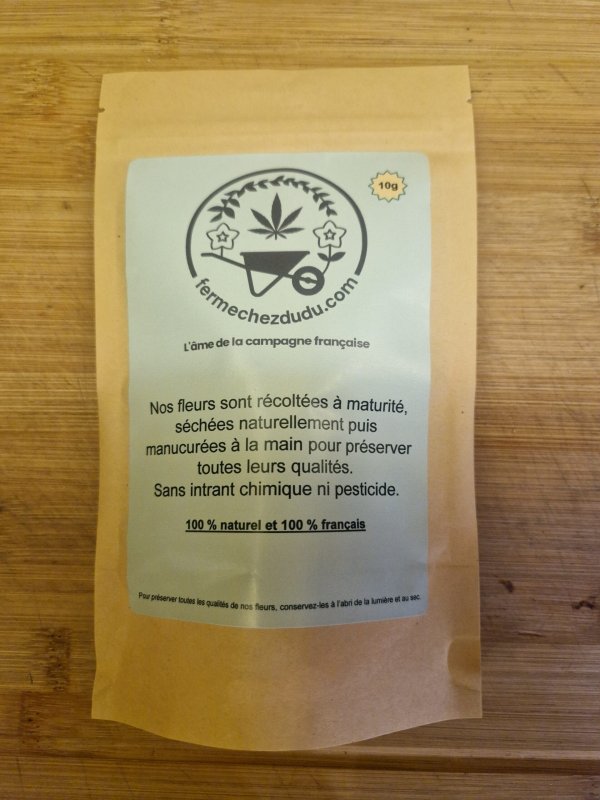 10g
fermechezdudu.com
L'âme de la campagne française
Nos fleurs sont récoltées à maturité,
séchées naturellement puis
manucurées à la main pour préserver
toutes leurs qualités.
Sans intrant chimique ni pesticide.
100 % naturel et 100 % français
Pour préserver toutes les qualités de nos fleurs, conservez-les à l'abri de la lumière et au sec.